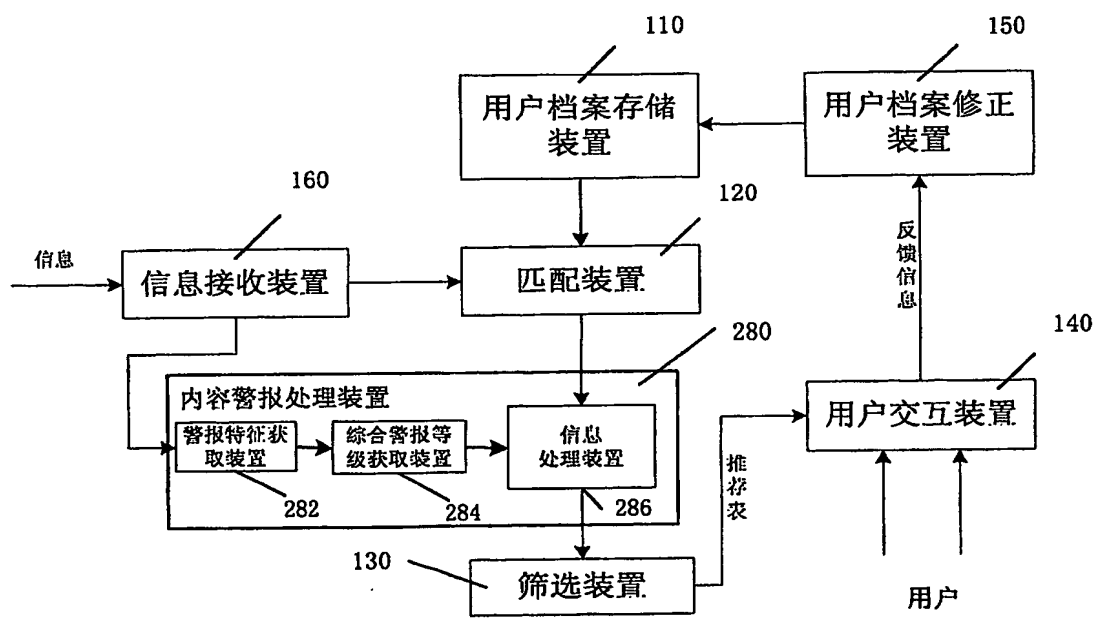 110
150
用户档案存储
装置
用户档案修正
装置
160
120
信息
信息接收装置
匹配装置
反馈信息
280
140
内容警报处理装置
警报特征获
取装置
综合警报等
级获取装置
信息
处理装置
用户交互装置
282
284
286
推荐表
130
筛选装置
用户